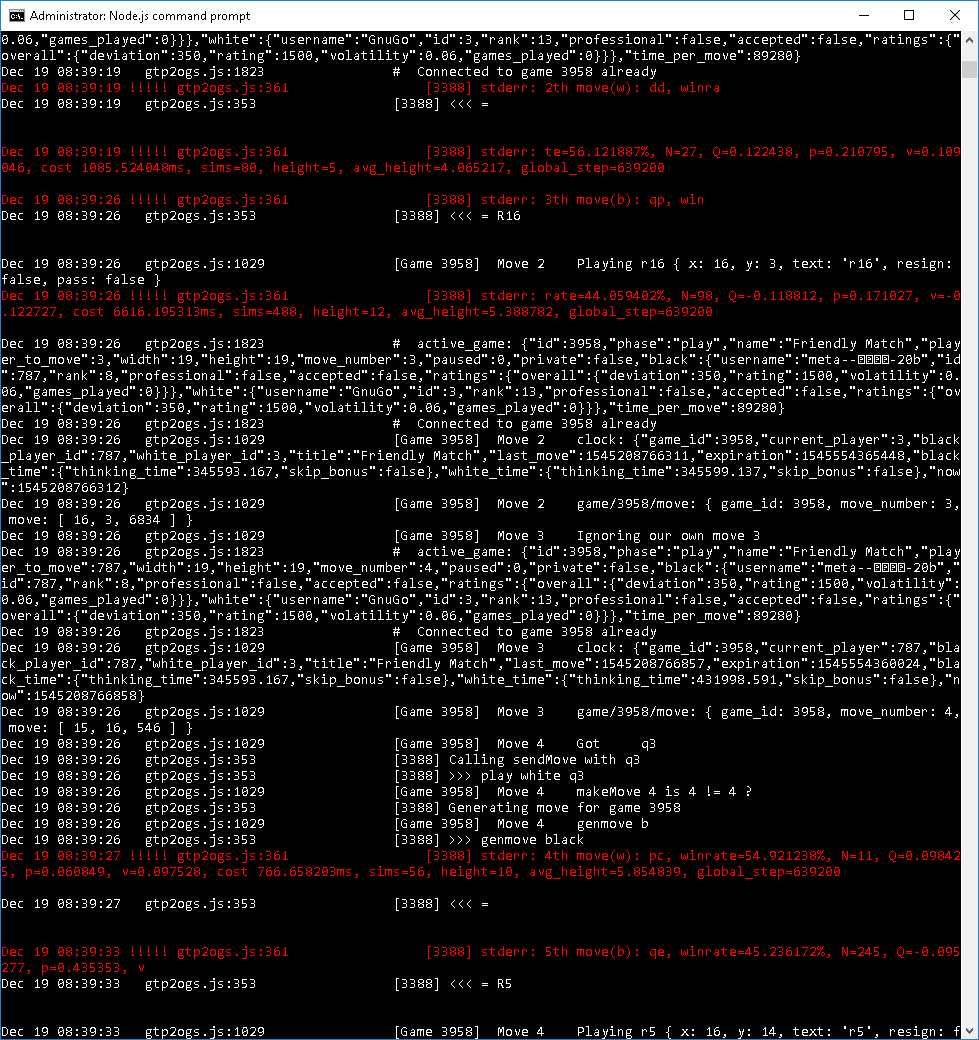 Administrator: Node.js command prompt
0.06,"games_played":0}}},"white":{"username":"GnuGo","id":3,"rank":13,"professional":false,"accepted":false,"ratings":{"
overall":{"deviation":350,"rating":1500,"volatility":0.06,"games_played":0}}},"time_per_move":89280}
Dec 19 08:39:19   gtp2ogs.js:1823                #  Connected to game 3958 already
Dec 19 08:39:19 !!!!! gtp2ogs.js:361                 [3388] stderr: 2th move(w): dd, winra
Dec 19 08:39:19   gtp2ogs.js:353                 [3388] <<< =
Dec 19 08:39:19 !!!!! gtp2ogs.js:361                 [3388] stderr: te=56.121887%, N=27, Q=0.122438, p=0.210795, v=0.109
046, cost 1085.524048ms, sims=80, height=5, avg_height=4.065217, global_step=639200
Dec 19 08:39:26 !!!!! gtp2ogs.js:361                 [3388] stderr: 3th move(b): qp, win
Dec 19 08:39:26   gtp2ogs.js:353                 [3388] <<< = R16
Dec 19 08:39:26   gtp2ogs.js:1029                [Game 3958]  Move 2    Playing r16 { x: 16, y: 3, text: 'r16', resign:
false, pass: false }
Dec 19 08:39:26 !!!!! gtp2ogs.js:361                 [3388] stderr: rate=44.059402%, N=98, Q=-0.118812, p=0.171027, v=-0
.122727, cost 6616.195313ms, sims=488, height=12, avg_height=5.388782, global_step=639200
Dec 19 08:39:26   gtp2ogs.js:1823                #  active_game: {"id":3958,"phase":"play","name":"Friendly Match","play
er_to_move":3,"width":19,"height":19,"move_number":3,"paused":0,"private":false,"black":{"username":"meta---20b","id"
:787,"rank":8,"professional":false,"accepted":false,"ratings":{"overall":{"deviation":350,"rating":1500,"volatility":0.
06,"games_played":0}}},"white":{"username":"GnuGo","id":3,"rank":13,"professional":false,"accepted":false,"ratings":{"ov
erall":{"deviation":350,"rating":1500,"volatility":0.06,"games_played":0}}},"time_per_move":89280}
Dec 19 08:39:26   gtp2ogs.js:1823                #  Connected to game 3958 already
Dec 19 08:39:26   gtp2ogs.js:1029                [Game 3958]  Move 2    clock: {"game_id":3958,"current_player":3,"black
_player_id":787,"white_player_id":3,"title":"Friendly Match","last_move":1545208766311,"expiration":1545554365448,"black
_time":{"thinking_time":345593.167,"skip_bonus":false},"white_time":{"thinking_time":345599.137,"skip_bonus":false},"now
":1545208766312}
Dec 19 08:39:26   gtp2ogs.js:1029                [Game 3958]  Move 2    game/3958/move: { game_id: 3958, move_number: 3,
 move: [ 16, 3, 6834 ] }
Dec 19 08:39:26   gtp2ogs.js:1029                [Game 3958]  Move 3    Ignoring our own move 3
Dec 19 08:39:26   gtp2ogs.js:1823                #  active_game: {"id":3958,"phase":"play","name":"Friendly Match","play
er_to_move":787,"width":19,"height":19,"move_number":4,"paused":0,"private":false,"black":{"username":"meta---20b","
id":787,"rank":8,"professional":false,"accepted":false,"ratings":{"overall":{"deviation":350,"rating":1500,"volatility":
0.06,"games_played":0}}},"white":{"username":"GnuGo","id":3,"rank":13,"professional":false,"accepted":false,"ratings":{"
overall":{"deviation":350,"rating":1500,"volatility":0.06,"games_played":0}}},"time_per_move":89280}
Dec 19 08:39:26   gtp2ogs.js:1823                #  Connected to game 3958 already
Dec 19 08:39:26   gtp2ogs.js:1029                [Game 3958]  Move 3    clock: {"game_id":3958,"current_player":787,"bla
ck_player_id":787,"white_player_id":3,"title":"Friendly Match","last_move":1545208766857,"expiration":1545554360024,"bla
ck_time":{"thinking_time":345593.167,"skip_bonus":false},"white_time":{"thinking_time":431998.591,"skip_bonus":false},"n
ow":1545208766858}
Dec 19 08:39:26   gtp2ogs.js:1029                [Game 3958]  Move 3    game/3958/move: { game_id: 3958, move_number: 4,
 move: [ 15, 16, 546 ] }
Dec 19 08:39:26   gtp2ogs.js:1029                [Game 3958]  Move 4    Got     q3
Dec 19 08:39:26   gtp2ogs.js:353                 [3388] Calling sendMove with q3
Dec 19 08:39:26   gtp2ogs.js:353                 [3388] >>> play white q3
Dec 19 08:39:26   gtp2ogs.js:1029                [Game 3958]  Move 4    makeMove 4 is 4 != 4 ?
Dec 19 08:39:26   gtp2ogs.js:353                 [3388] Generating move for game 3958
Dec 19 08:39:26   gtp2ogs.js:1029                [Game 3958]  Move 4    genmove b
Dec 19 08:39:26   gtp2ogs.js:353                 [3388] >>> genmove black
Dec 19 08:39:27 !!!!! gtp2ogs.js:361                 [3388] stderr: 4th move(w): pc, winrate=54.921238%, N=11, Q=0.09842
5, p=0.060849, v=0.097528, cost 766.658203ms, sims=56, height=10, avg_height=5.854839, global_step=639200
Dec 19 08:39:27   gtp2ogs.js:353                 [3388] <<< =
Dec 19 08:39:33 !!!!! gtp2ogs.js:361                 [3388] stderr: 5th move(b): qe, winrate=45.236172%, N=245, Q=-0.095
277, p=0.435353, v
Dec 19 08:39:33   gtp2ogs.js:353                 [3388] <<< = R5
Dec 19 08:39:33   gtp2ogs.js:1029                [Game 3958]  Move 4    Playing r5 { x: 16, y: 14, text: 'r5', resign: f